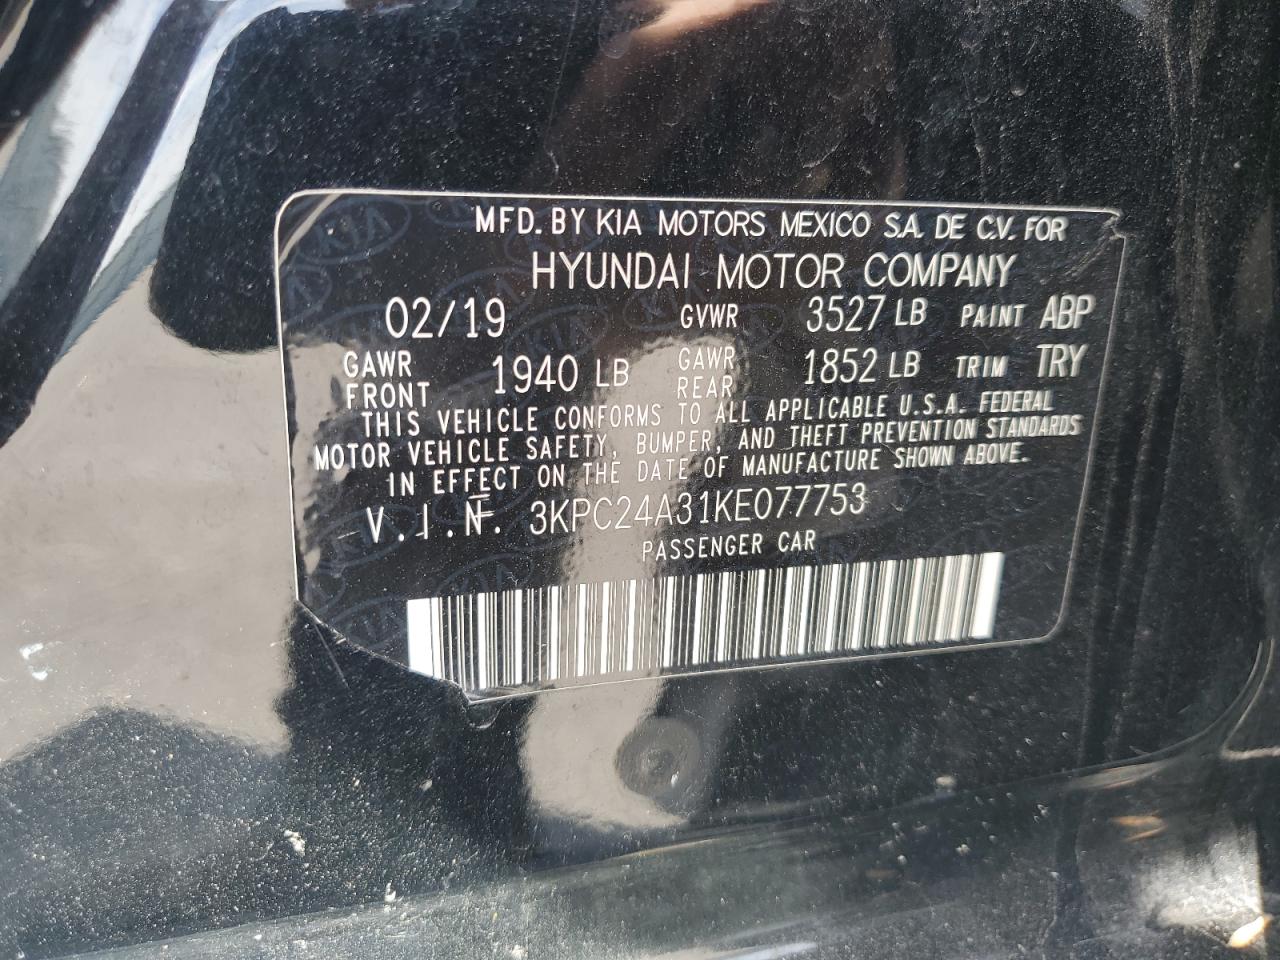 MFD. BY KIA MOTORS MEXICO S.A. DE C.V. FOR
HYUNDAI MOTOR COMPANY
02/19 GVWR 3527 LB PAINT ABP
GAWR FRONT 1940 LB GAWR REAR 1852 LB TRIM TRY
THIS VEHICLE CONFORMS TO ALL APPLICABLE U.S.A. FEDERAL
MOTOR VEHICLE SAFETY, BUMPER, AND THEFT PREVENTION STANDARDS
IN EFFECT ON THE DATE OF MANUFACTURE SHOWN ABOVE.
V.I.N. 3KPC24A31KE077753
PASSENGER CAR